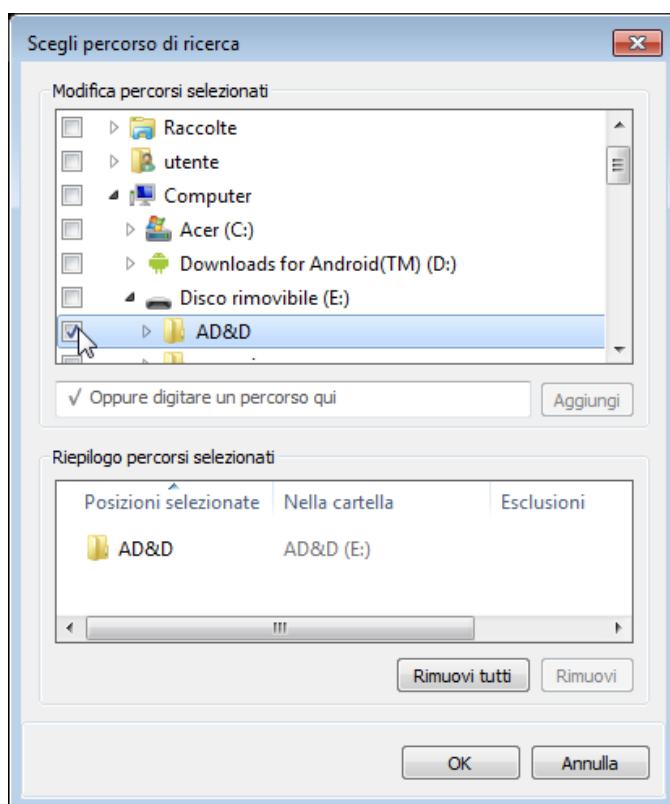 Scegli percorso di ricerca
Modifica percorsi selezionati
Raccolte
utente
Computer
Acer (C:)
Downloads for Android(TM) (D:)
Disco rimovibile (E:)
AD&D
√ Oppure digitare un percorso qui
Aggiungi
Riepilogo percorsi selezionati
Posizioni selezionate Nella cartella Esclusioni
AD&D AD&D (E:)
Rimuovi tutti Rimuovi
OK Annulla